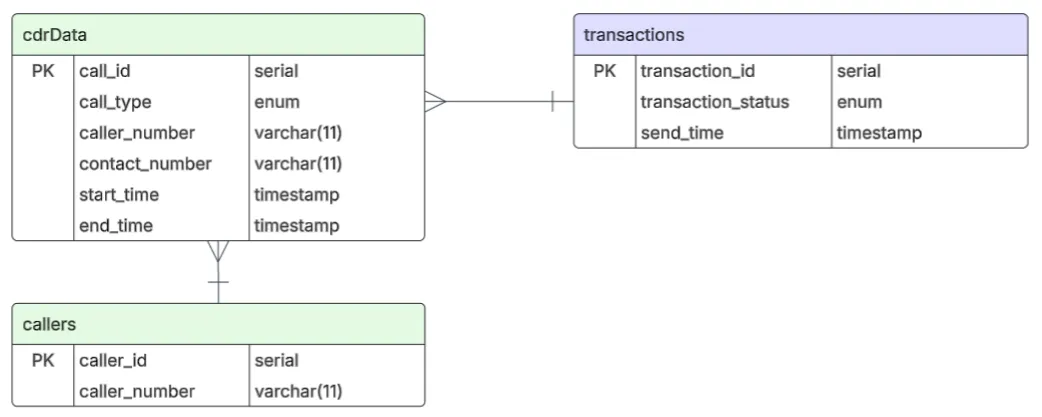 cdrData
PK call_id serial
call_type enum
caller_number varchar(11)
contact_number varchar(11)
start_time timestamp
end_time timestamp
transactions
PK transaction_id serial
transaction_status enum
send_time timestamp
callers
PK caller_id serial
caller_number varchar(11)